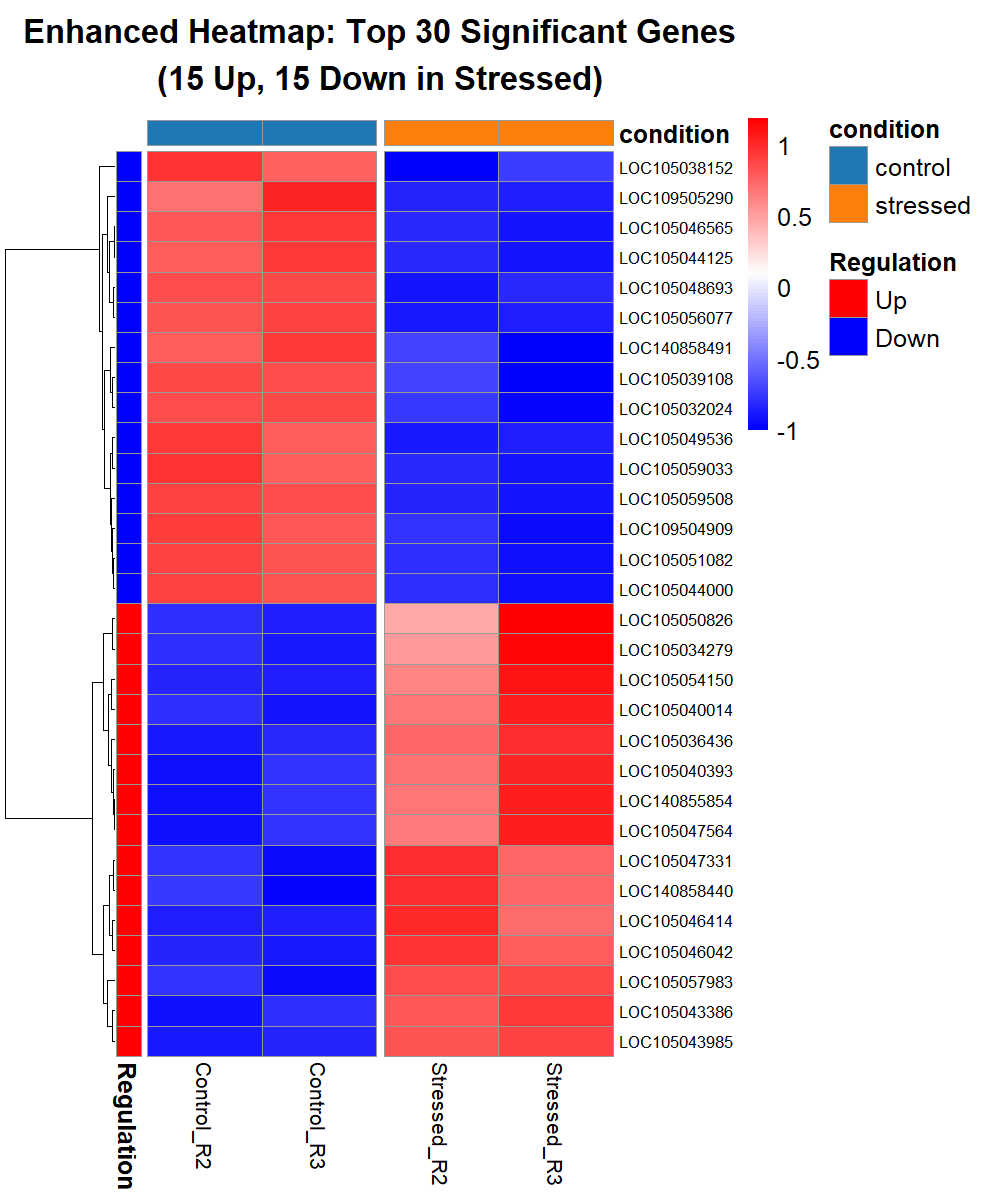 Enhanced Heatmap: Top 30 Significant Genes
(15 Up, 15 Down in Stressed)
condition
LOC105038152
LOC109505290
LOC105046565
LOC105044125
LOC105048693
LOC105056077
LOC140858491
LOC105039108
LOC105032024
LOC105049536
LOC105059033
LOC105059508
LOC109504909
LOC105051082
LOC105044000
LOC105050826
LOC105034279
LOC105054150
LOC105040014
LOC105036436
LOC105040393
LOC140855854
LOC105047564
LOC105047331
LOC140858440
LOC105046414
LOC105046042
LOC105057983
LOC105043386
LOC105043985
1
0.5
0
-0.5
-1
condition
control
stressed
Regulation
Up
Down
Regulation
Control_R2
Control_R3
Stressed_R2
Stressed_R3